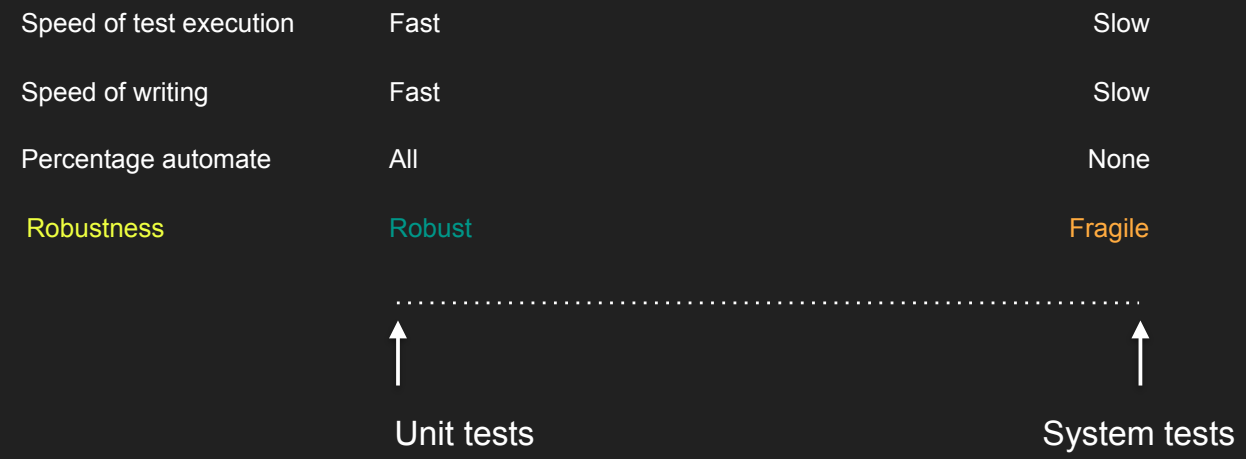 Speed of test execution Fast Slow
Speed of writing Fast Slow
Percentage automate All None
Robustness Robust Fragile
Unit tests System tests